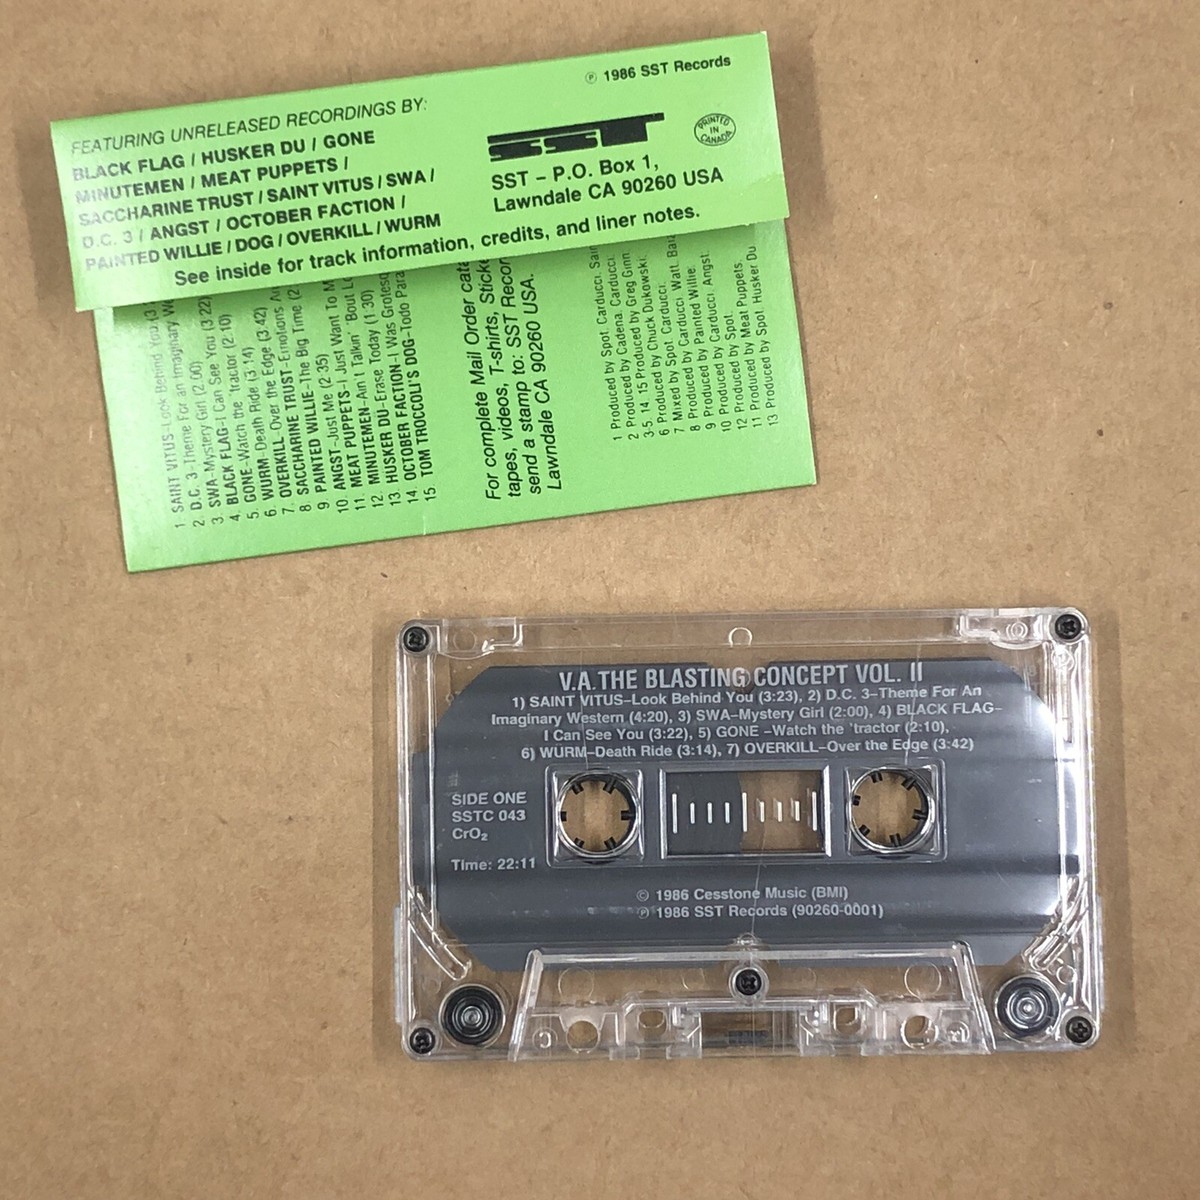 ℗ 1986 SST Records
FEATURING UNRELEASED RECORDINGS BY:
BLACK FLAG / HUSKER DU / GONE
MINUTEMEN / MEAT PUPPETS /
SACCHARINE TRUST / SAINT VITUS / SWA /
D.C. 3 / ANGST / OCTOBER FACTION /
PAINTED WILLIE / DOG / OVERKILL / WURM
SST
PRINTED
IN
CANADA
SST – P.O. Box 1,
Lawndale CA 90260 USA
See inside for track information, credits, and liner notes.
1. SAINT VITUS–Look Behind You (3
2. D.C. 3–Theme For an Imaginary
3 SWA–Mystery Girl (2:00)
4. BLACK FLAG–I Can See You (3:22)
5. GONE–Watch the 'tractor (2:10)
6. WURM–Death Ride (3:14)
7. OVERKILL–Over the Edge (3:42)
8 SACCHARINE TRUST–Emotions
9 PAINTED WILLIE–The Big Time (2
10. ANGST–Just Me (2:35)
11. MEAT PUPPETS–I Just Want To
12 MINUTEMEN–Ain't Talkin' 'Bout
13. HUSKER DU–Erase Today (1:30)
14 OCTOBER FACTION–I Was
15 TOM TROCCOLI'S DOG–Todo
For complete Mail Order
tapes, videos, T-shirts,
send a stamp to: SST
Lawndale CA 90260 USA.
1 Produced by Spot. Carducci.
2 Produced by Cadena. Carducci.
3-5. 14. 15 Produced by Greg Ginn
6 Produced by Chuck Dukowski.
7 Mixed by Spot. Carducci.
8 Produced by Carducci. Watt.
9 Produced by Painted Willie.
10 Produced by Carducci. Angst.
12 Produced by Spot.
Produced by Meat Puppets.
13 Produced by Spot. Husker Du
V.A. THE BLASTING CONCEPT VOL. II
1) SAINT VITUS–Look Behind You (3:23), 2) D.C. 3–Theme For An
Imaginary Western (4:20), 3) SWA–Mystery Girl (2:00), 4) BLACK FLAG–
I Can See You (3:22), 5) GONE –Watch the 'tractor (2:10),
6) WURM–Death Ride (3:14), 7) OVERKILL–Over the Edge (3:42)
SIDE ONE
SSTC 043
CrO₂
Time: 22:11
© 1986 Cesstone Music (BMI)
℗ 1986 SST Records (90260-0001)